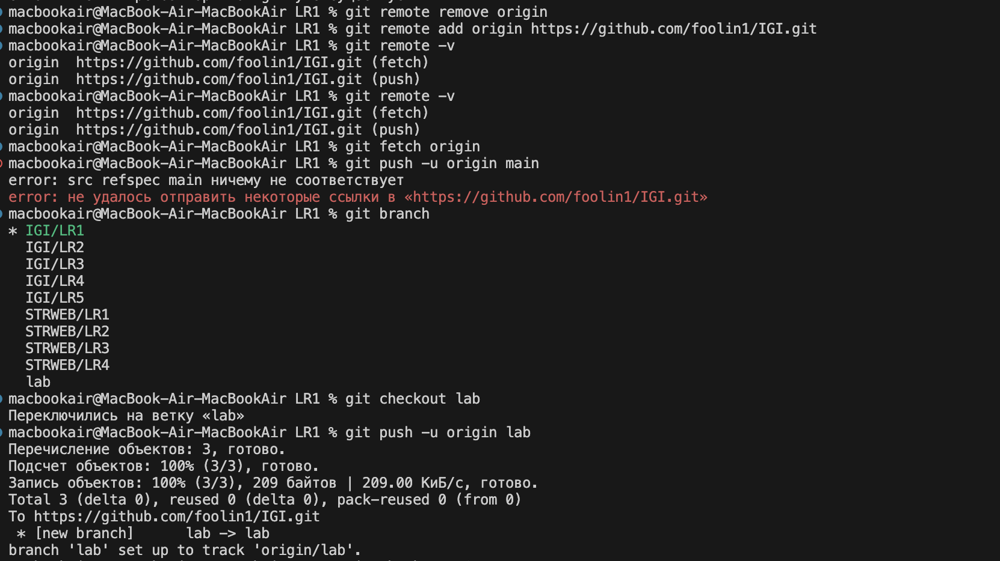 macbookair@MacBook-Air-MacBookAir LR1 % git remote remove origin
macbookair@MacBook-Air-MacBookAir LR1 % git remote add origin https://github.com/foolin1/IGI.git
macbookair@MacBook-Air-MacBookAir LR1 % git remote -v
origin  https://github.com/foolin1/IGI.git (fetch)
origin  https://github.com/foolin1/IGI.git (push)
macbookair@MacBook-Air-MacBookAir LR1 % git remote -v
origin  https://github.com/foolin1/IGI.git (fetch)
origin  https://github.com/foolin1/IGI.git (push)
macbookair@MacBook-Air-MacBookAir LR1 % git fetch origin
macbookair@MacBook-Air-MacBookAir LR1 % git push -u origin main
error: src refspec main ничему не соответствует
error: не удалось отправить некоторые ссылки в «https://github.com/foolin1/IGI.git»
macbookair@MacBook-Air-MacBookAir LR1 % git branch
* IGI/LR1
  IGI/LR2
  IGI/LR3
  IGI/LR4
  IGI/LR5
  STRWEB/LR1
  STRWEB/LR2
  STRWEB/LR3
  STRWEB/LR4
  lab
macbookair@MacBook-Air-MacBookAir LR1 % git checkout lab
Переключились на ветку «lab»
macbookair@MacBook-Air-MacBookAir LR1 % git push -u origin lab
Перечисление объектов: 3, готово.
Подсчет объектов: 100% (3/3), готово.
Запись объектов: 100% (3/3), 209 байтов | 209.00 КиБ/с, готово.
Total 3 (delta 0), reused 0 (delta 0), pack-reused 0 (from 0)
To https://github.com/foolin1/IGI.git
 * [new branch]      lab -> lab
branch 'lab' set up to track 'origin/lab'.